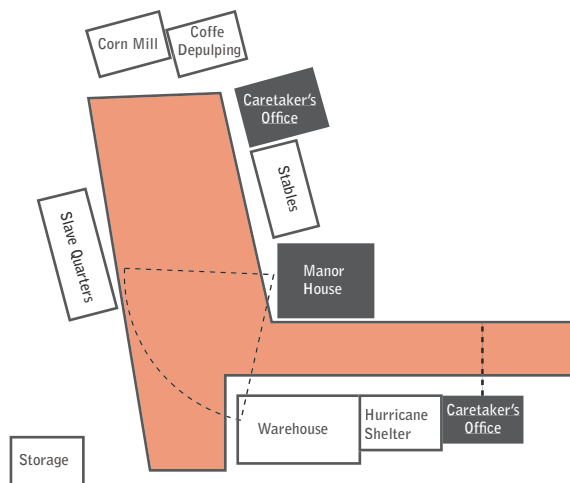 Corn Mill
Coffe
Depulping
Caretaker's
Office
Stables
Slave Quarters
Manor
House
Warehouse
Hurricane
Shelter
Caretaker's
Office
Storage